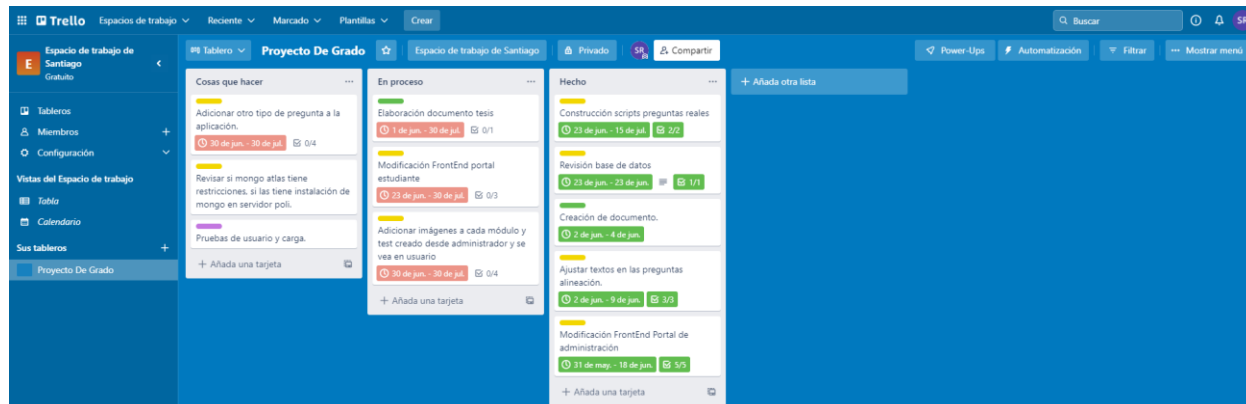 Trello Espacios de trabajo Reciente Marcado Plantillas Crear Buscar SR
E Espacio de trabajo de Santiago
Gratuito
Tableros
Miembros +
Configuración
Vistas del Espacio de trabajo
Tabla
Calendario
Sus tableros +
Proyecto De Grado
Tablero Proyecto De Grado Espacio de trabajo de Santiago Privado SR Compartir Power-Ups Automatización Filtrar ... Mostrar menú
Cosas que hacer ...
Adicionar otro tipo de pregunta a la
aplicación.
30 de jun. - 30 de jul. 0/4
Revisar si mongo atlas tiene
restricciones, si las tiene instalación de
mongo en servidor poli.
Pruebas de usuario y carga.
+ Añada una tarjeta
En proceso ...
Elaboración documento tesis
1 de jun. - 30 de jul. 0/1
Modificación FrontEnd portal
estudiante
23 de jun. - 30 de jul. 0/3
Adicionar imágenes a cada módulo y
test creado desde administrador y se
vea en usuario
30 de jun. - 30 de jul. 0/4
+ Añada una tarjeta
Hecho ...
Construcción scripts preguntas reales
23 de jun. - 15 de jul. 2/2
Revisión base de datos
23 de jun. - 23 de jun. 1/1
Creación de documento.
2 de jun. - 4 de jun.
Ajustar textos en las preguntas
alineación.
2 de jun. - 9 de jun. 3/3
Modificación FrontEnd Portal de
administración
31 de may. - 18 de jun. 5/5
+ Añada una tarjeta
+ Añada otra lista